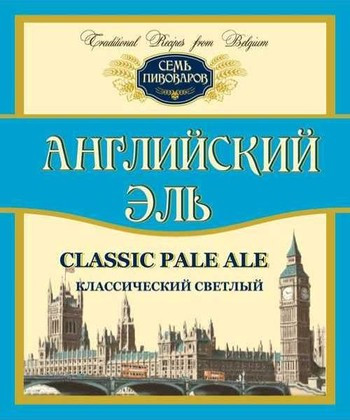 Traditional Recipes from Belgium
СЕМЬ
ПИВОВАРОВ
АНГЛИЙСКИЙ
ЭЛЬ
CLASSIC PALE ALE
КЛАССИЧЕСКИЙ СВЕТЛЫЙ